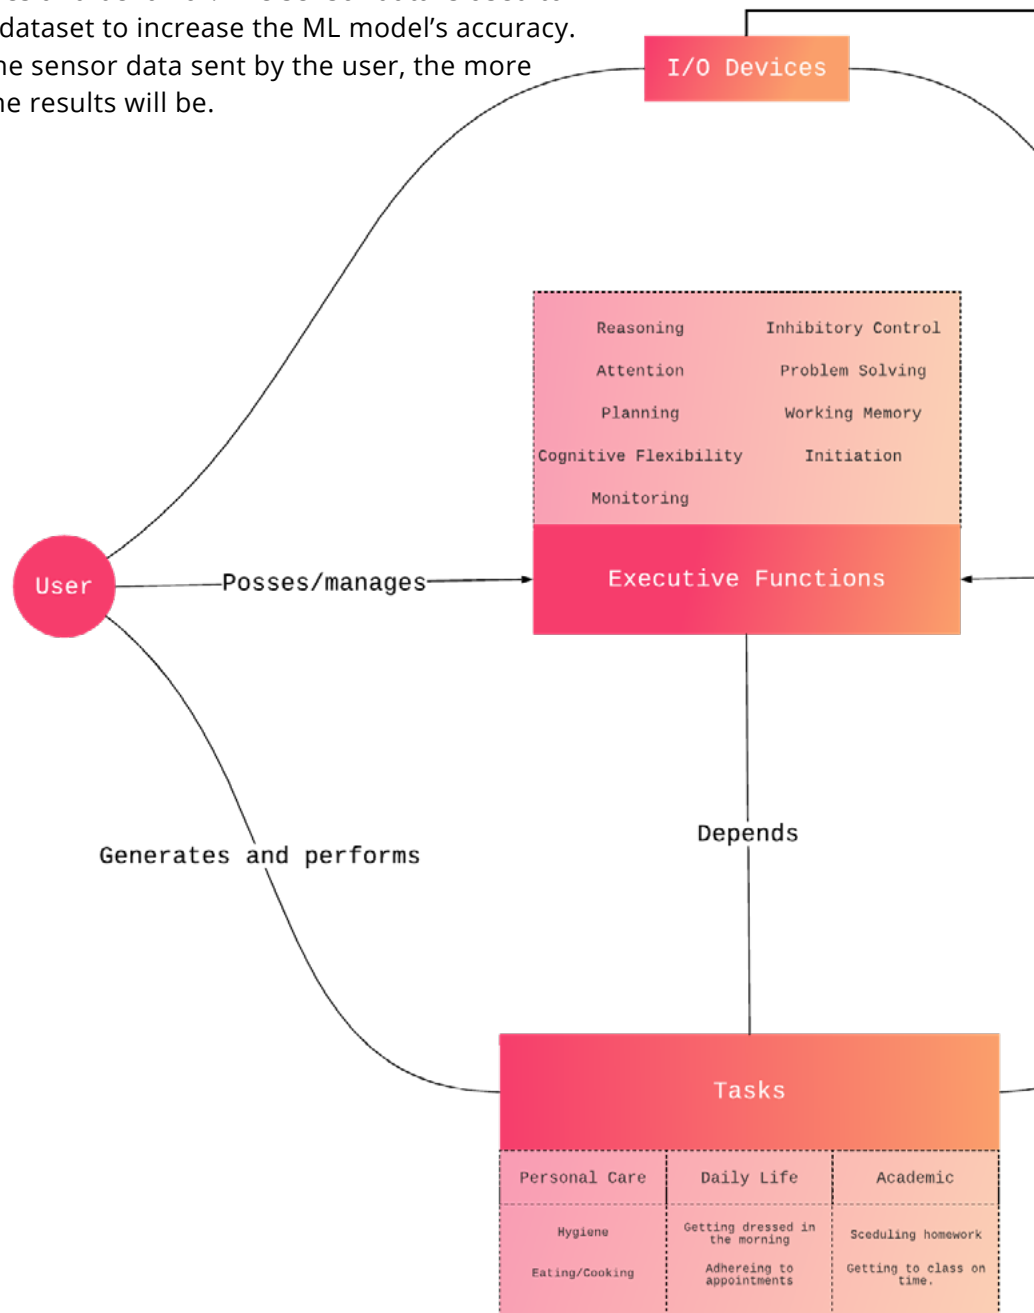 dataset to increase the ML model’s accuracy.
sensor data sent by the user, the more
results will be.
I/O Devices
Reasoning
Inhibitory Control
Attention
Problem Solving
Planning
Working Memory
Cognitive Flexibility
Initiation
Monitoring
Executive Functions
User
Posses/manages
Depends
Generates and performs
Tasks
Personal Care
Daily Life
Academic
Hygiene
Eating/Cooking
Getting dressed in
the morning
Adhereing to
appointments
Sceduling homework
Getting to class on
time.